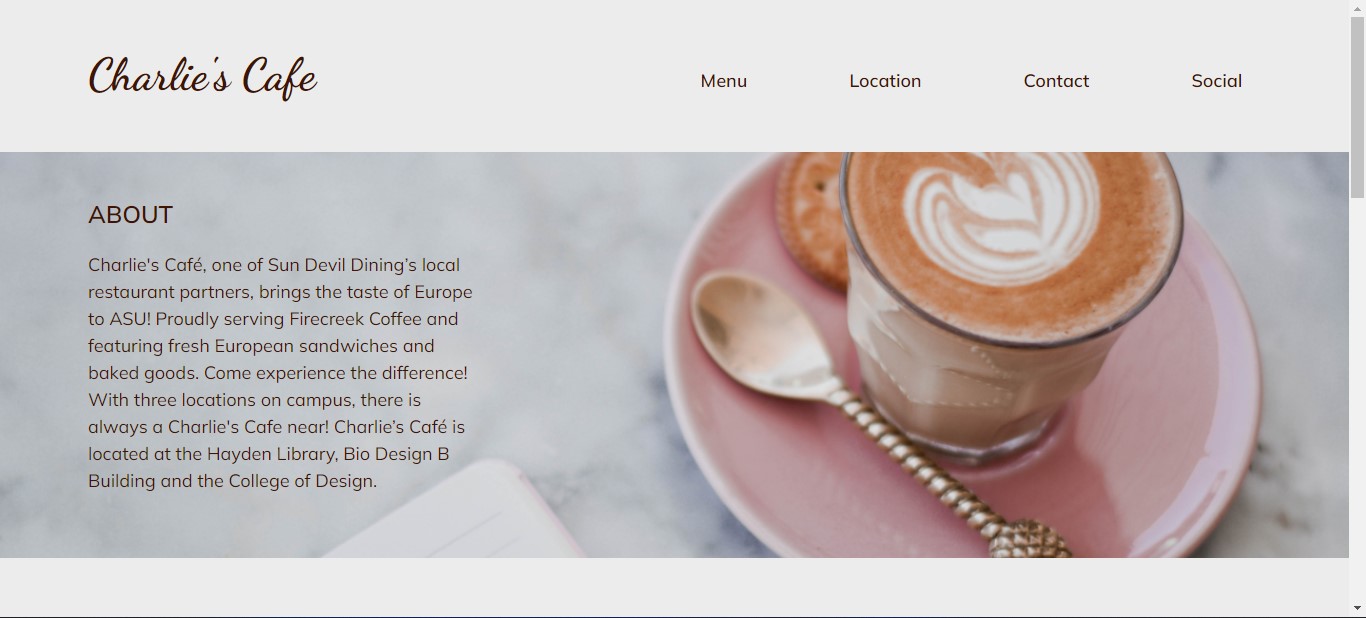 Charlie's Cafe
Menu Location Contact Social
ABOUT
Charlie's Café, one of Sun Devil Dining’s local
restaurant partners, brings the taste of Europe
to ASU! Proudly serving Firecreek Coffee and
featuring fresh European sandwiches and
baked goods. Come experience the difference!
With three locations on campus, there is
always a Charlie's Cafe near! Charlie’s Café is
located at the Hayden Library, Bio Design B
Building and the College of Design.